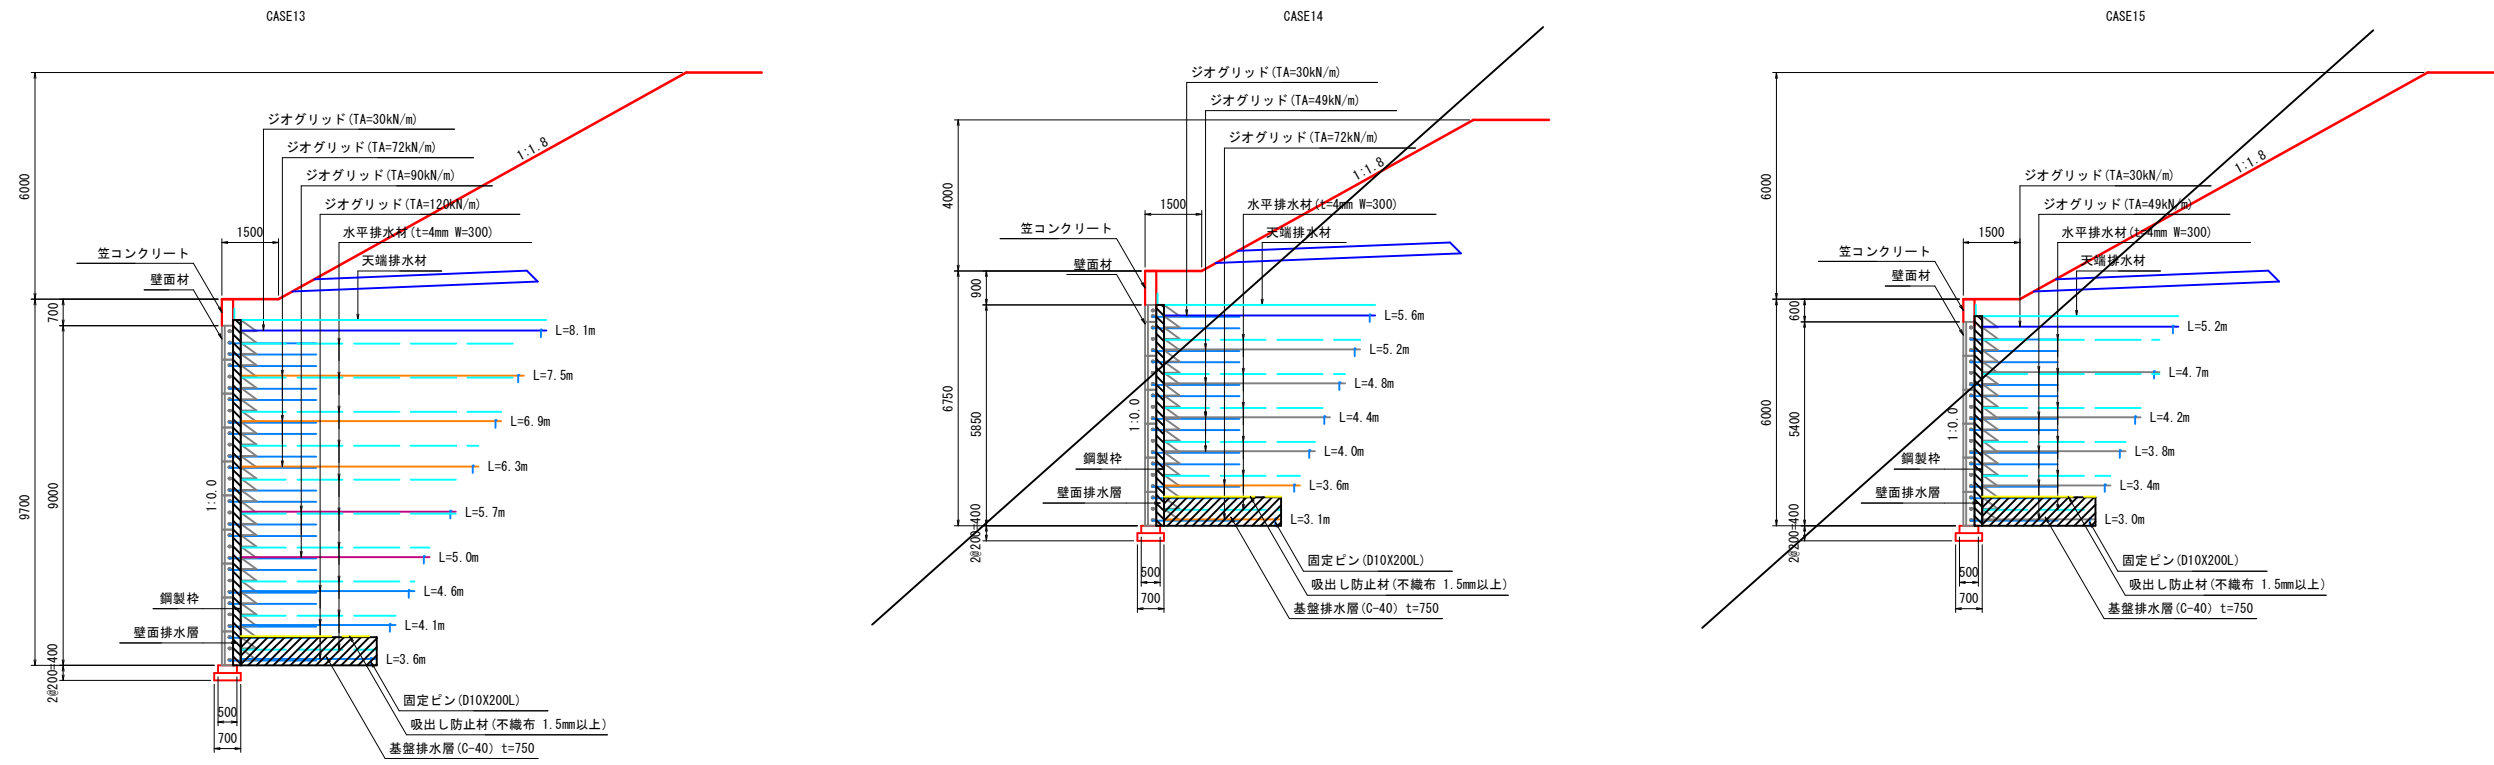 CASE13
ジオグリッド(TA=30kN/m)
ジオグリッド(TA=72kN/m)
ジオグリッド(TA=90kN/m)
ジオグリッド(TA=120kN/m)
水平排水材(t=4mm W=300)
天端排水材
1:1.8
6000
1500
笠コンクリート
壁面材
700
9700
9000
1:0.0
L=8.1m
L=7.5m
L=6.9m
L=6.3m
L=5.7m
L=5.0m
L=4.6m
L=4.1m
L=3.6m
鋼製枠
壁面排水層
2@200=400
500
700
固定ピン(D10X200L)
吸出し防止材(不織布 1.5mm以上)
基盤排水層(C-40) t=750
CASE14
ジオグリッド(TA=30kN/m)
ジオグリッド(TA=49kN/m)
ジオグリッド(TA=72kN/m)
水平排水材(t=4mm W=300)
天端排水材
1:1.8
4000
1500
笠コンクリート
壁面材
900
6750
5850
1:0.0
L=5.6m
L=5.2m
L=4.8m
L=4.4m
L=4.0m
L=3.6m
L=3.1m
鋼製枠
壁面排水層
2@200=400
500
700
固定ピン(D10X200L)
吸出し防止材(不織布 1.5mm以上)
基盤排水層(C-40) t=750
CASE15
ジオグリッド(TA=30kN/m)
ジオグリッド(TA=49kN/m)
水平排水材(t=4mm W=300)
天端排水材
1:1.8
6000
1500
笠コンクリート
壁面材
600
6000
5400
1:0.0
L=5.2m
L=4.7m
L=4.2m
L=3.8m
L=3.4m
L=3.0m
鋼製枠
壁面排水層
2@200=400
500
700
固定ピン(D10X200L)
吸出し防止材(不織布 1.5mm以上)
基盤排水層(C-40) t=750